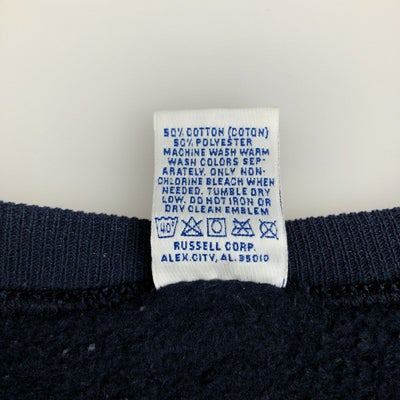 50% COTTON (COTON)
50% POLYESTER
MACHINE WASH WARM
WASH COLORS SEP-
ARATELY. ONLY NON-
CHLORINE BLEACH WHEN
NEEDED. TUMBLE DRY
LOW. DO NOT IRON OR
DRY CLEAN EMBLEM
40°
RUSSELL CORP.
ALEX.CITY, AL. 35010